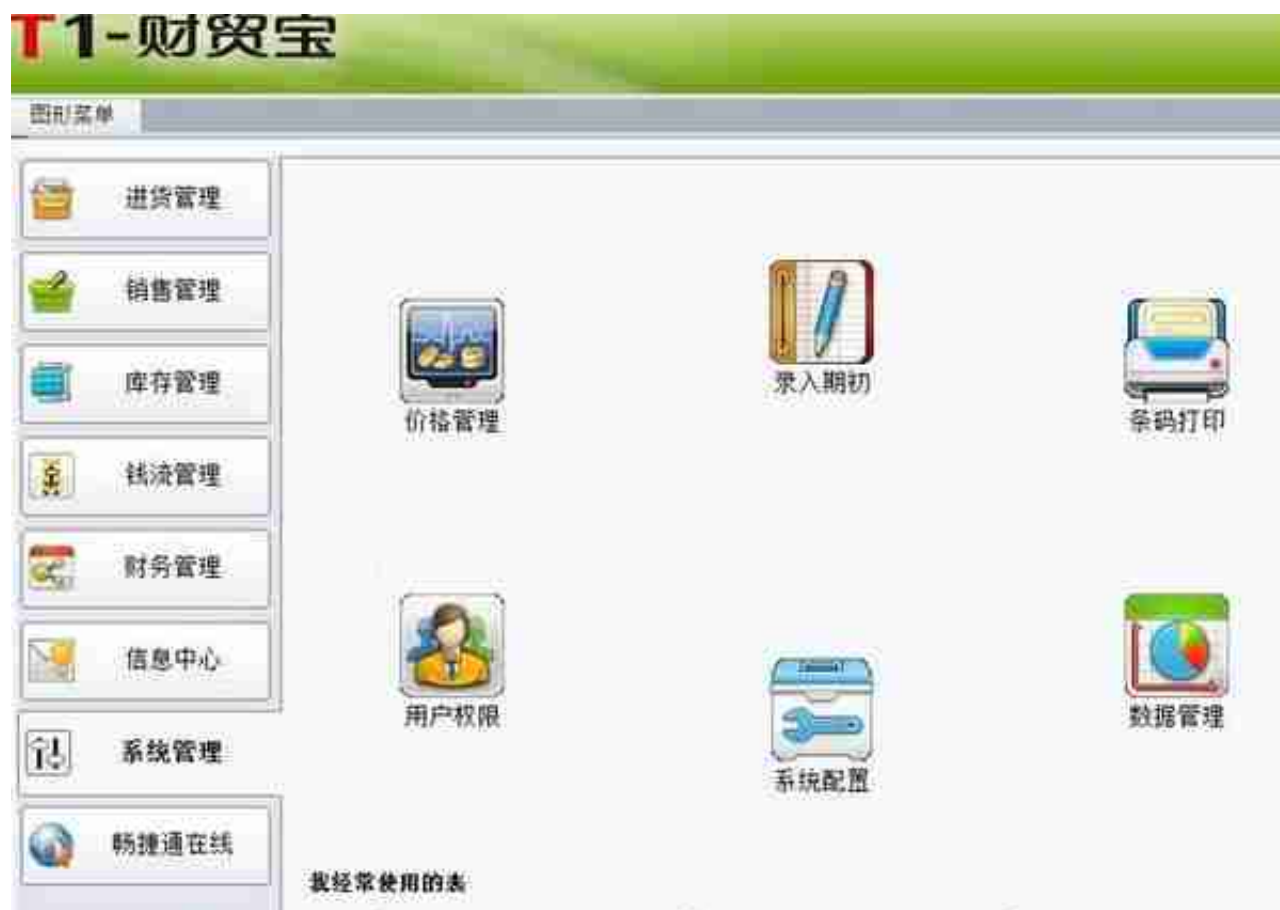 T1-财贸宝
图形菜单
进货管理
销售管理
库存管理
钱流管理
财务管理
信息中心
系统管理
畅捷通在线
价格管理
录入期初
条码打印
用户权限
系统配置
数据管理
我经常使用的表